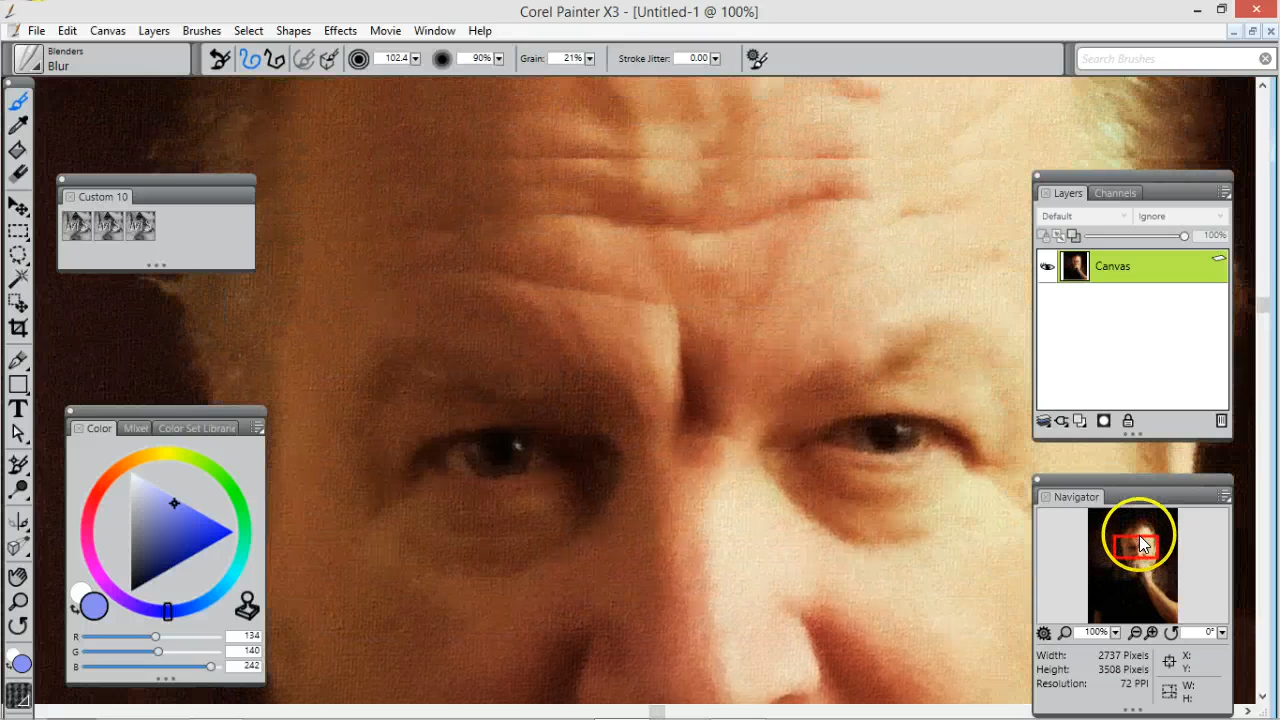 Corel Painter X3 - [Untitled-1 @ 100%]
File Edit Canvas Layers Brushes Select Shapes Effects Movie Window Help
Blenders
Blur
102.4 90% Grain: 21% Stroke Jitter: 0.00 Search Brushes
Custom 10
Layers Channels
Default Ignore
100%
Canvas
Color Mixer Color Set Librarie
R 134
G 140
B 242
Navigator
100% 0°
Width: 2737 Pixels X:
Height: 3508 Pixels Y:
Resolution: 72 PPI W:
H:
T